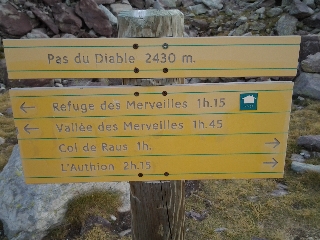 Pas du Diable 2430 m.
Refuge des Merveilles 1h.15
Vallée des Merveilles 1h.45
Col de Raus 1h.
L'Authion 2h.15